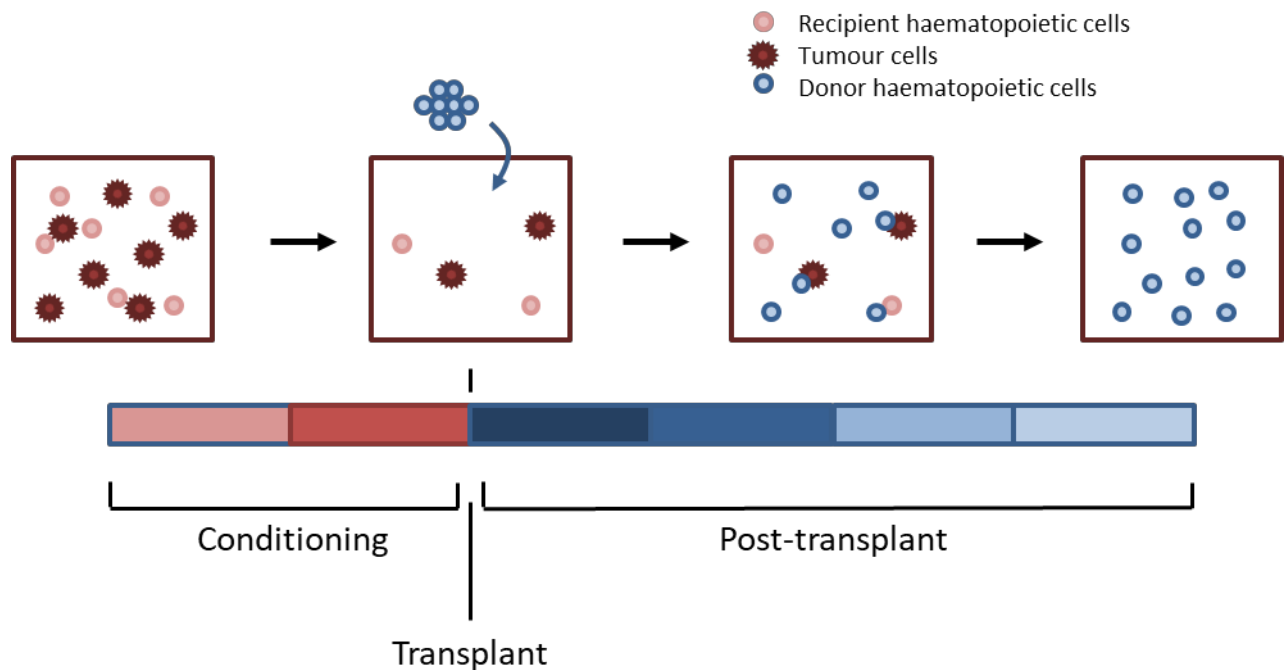 Recipient haematopoietic cells
Tumour cells
Donor haematopoietic cells
Conditioning
Post-transplant
Transplant